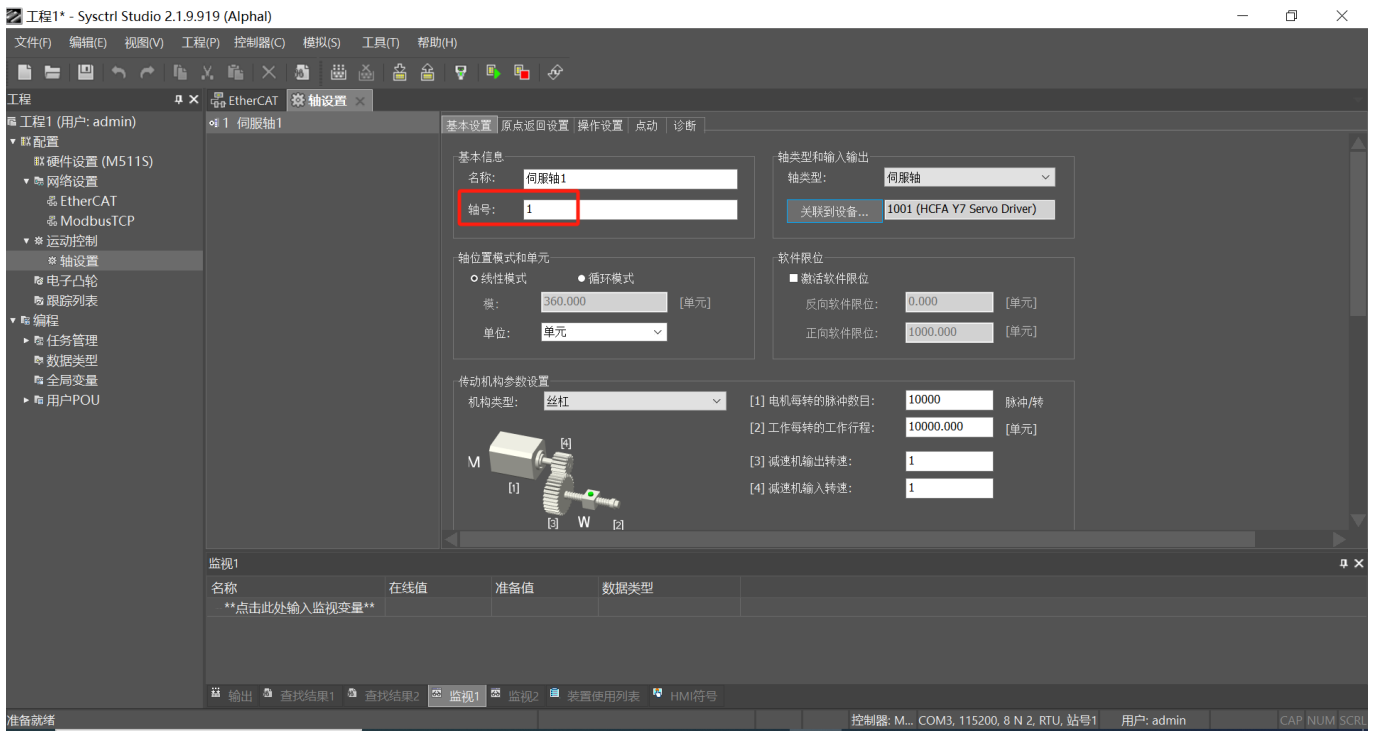 工程1* - Sysctrl Studio 2.1.9.919 (Alphal)
文件(F) 编辑(E) 视图(V) 工程(P) 控制器(C) 模拟(S) 工具(T) 帮助(H)
工程
EtherCAT 轴设置
工程1 (用户: admin)
配置
硬件设置 (M511S)
网络设置
EtherCAT
ModbusTCP
运动控制
轴设置
电子凸轮
跟踪列表
编程
任务管理
数据类型
全局变量
用户POU
1 伺服轴1
基本设置 原点返回设置 操作设置 点动 诊断
基本信息
名称: 伺服轴1
轴号: 1
轴类型和输入输出
轴类型: 伺服轴
关联到设备... 1001 (HCFA Y7 Servo Driver)
轴位置模式和单元
线性模式 循环模式
模: 360.000 [单元]
单位: 单元
软件限位
激活软件限位
反向软件限位: 0.000 [单元]
正向软件限位: 1000.000 [单元]
传动机构参数设置
机构类型: 丝杠
[1] 电机每转的脉冲数目: 10000 脉冲/转
[2] 工作每转的工作行程: 10000.000 [单元]
[3] 减速机输出转速: 1
[4] 减速机输入转速: 1
[4]
M
[1]
[3] W [2]
监视1
名称 在线值 准备值 数据类型
**点击此处输入监视变量**
输出 查找结果1 查找结果2 监视1 监视2 装置使用列表 HMI符号
准备就绪 控制器: M... COM3, 115200, 8 N 2, RTU, 站号1 用户: admin CAP NUM SCRL